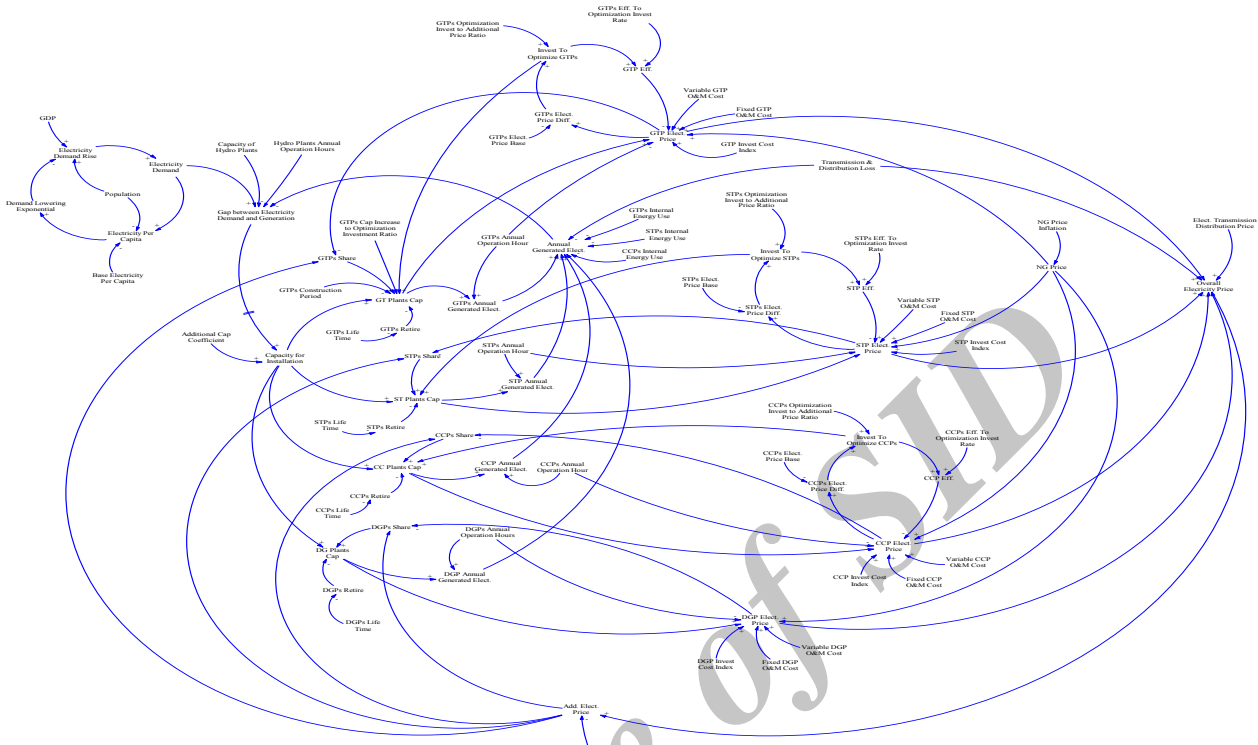 GTPs Eff. To
Optimization Invest
Rate
GTPs Optimization
Invest to Additional
Price Ratio
Invest To
Optimize GTPs
GTP Eff.
Variable GTP
O&M Cost
Fixed GTP
O&M Cost
GTPs Elect.
Price Diff.
GTPs Elect.
Price Base
GTP Elect.
Price
GTP Invest Cost
Index
GDP
Electricity
Demand Rise
Electricity
Demand
Capacity of
Hydro Plants
Hydro Plants Annual
Operation Hours
Transmission &
Distribution Loss
Population
Demand Lowering
Exponential
Electricity Per
Capita
Base Electricity
Per Capita
Gap between Electricity
Demand and Generation
GTPs Cap Increase
to Optimization
Investment Ratio
GTPs Annual
Operation Hour
GTPs Internal
Energy Use
STPs Internal
Energy Use
CCPs Internal
Energy Use
Annual
Generated Elect.
STPs Optimization
Invest to Additional
Price Ratio
Invest To
Optimize STPs
STPs Eff. To
Optimization Invest
Rate
NG Price
Inflation
NG Price
Elect. Transmission
Distribution Price
Overall
Elecricity Price
GTPs Share
GTPs Construction
Period
GT Plants Cap
GTPs Annual
Generated Elect.
STPs Elect.
Price Base
STPs Elect.
Price Diff.
STP Eff.
Variable STP
O&M Cost
Fixed STP
O&M Cost
STP Elect.
Price
STP Invest Cost
Index
GTPs Life
Time
GTPs Retire
Additional Cap
Coefficient
Capacity for
Installation
STPs Share
STPs Annual
Operation Hour
STP Annual
Generated Elect.
ST Plants Cap
STPs Life
Time
STPs Retire
CCPs Optimization
Invest to Additional
Price Ratio
Invest To
Optimize CCPs
CCPs Eff. To
Optimization Invest
Rate
CCPs Share
CC Plants Cap
CCP Annual
Generated Elect.
CCPs Annual
Operation Hour
CCPs Elect.
Price Base
CCPs Elect.
Price Diff.
CCP Eff.
CCPs Retire
CCPs Life
Time
DGPs Share
DGPs Annual
Operation Hours
DG Plants
Cap
DGP Annual
Generated Elect.
CCP Elect.
Price
Variable CCP
O&M Cost
CCP Invest Cost
Index
Fixed CCP
O&M Cost
DGPs Retire
DGPs Life
Time
DGP Elect.
Price
Variable DGP
O&M Cost
DGP Invest
Cost Index
Fixed DGP
O&M Cost
Add. Elect.
Price
of SID